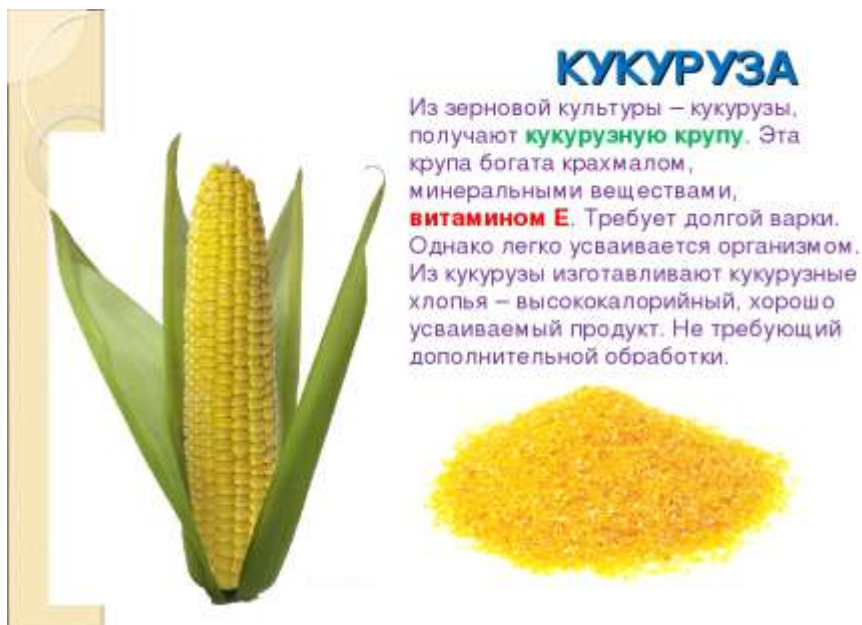 КУКУРУЗА
Из зерновой культуры – кукурузы,
получают кукурузную крупу. Эта
крупа богата крахмалом,
минеральными веществами,
витамином Е. Требует долгой варки.
Однако легко усваивается организмом.
Из кукурузы изготавливают кукурузные
хлопья – высококалорийный, хорошо
усваиваемый продукт. Не требующий
дополнительной обработки.